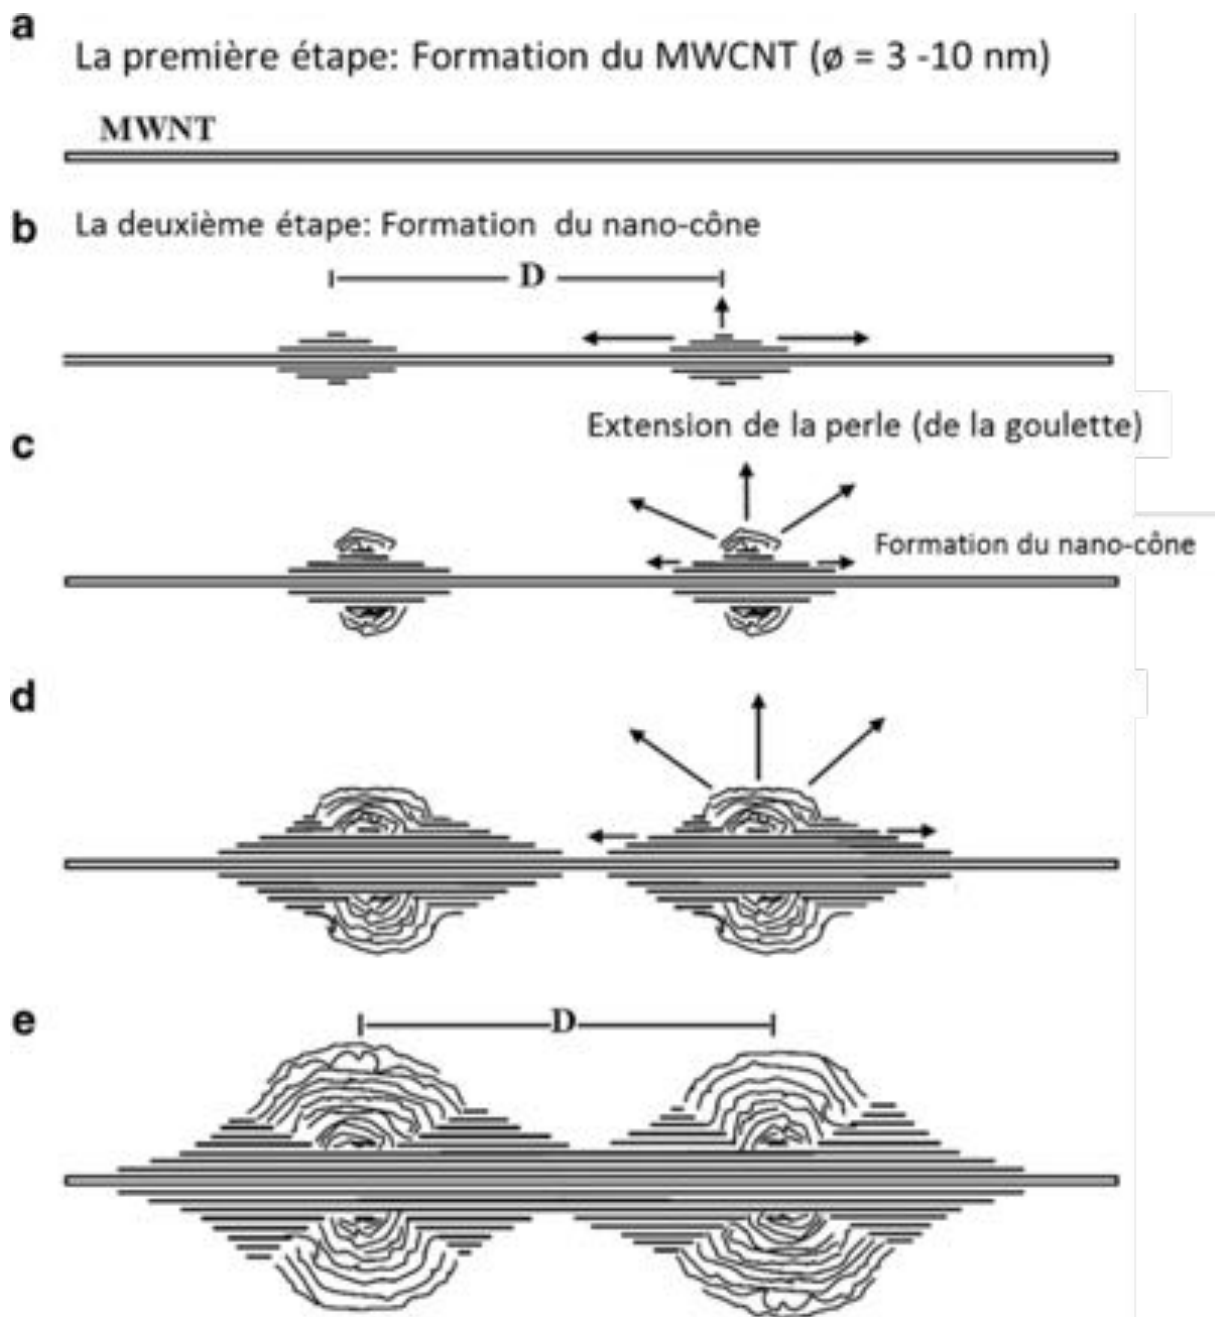 a
La première étape: Formation du MWCNT (ø = 3 -10 nm)
MWNT
b La deuxième étape: Formation du nano-cône
D
Extension de la perle (de la goulette)
c
Formation du nano-cône
d
e
D